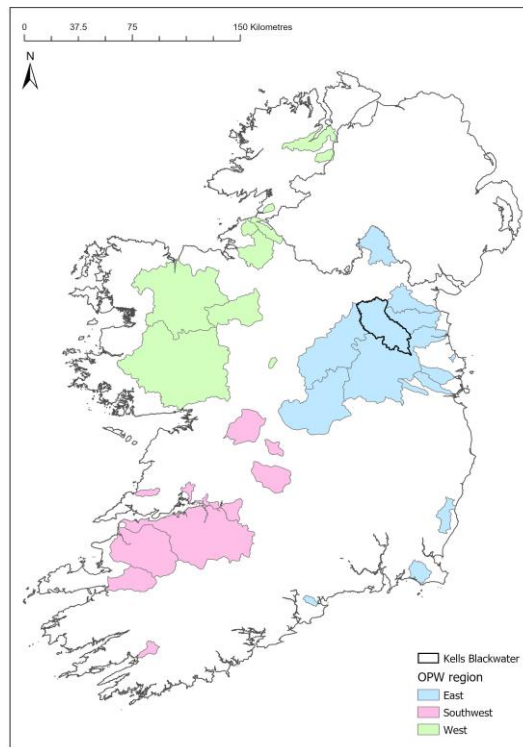 0 37.5 75 150 Kilometres
N
Kells Blackwater
OPW region
East
Southwest
West